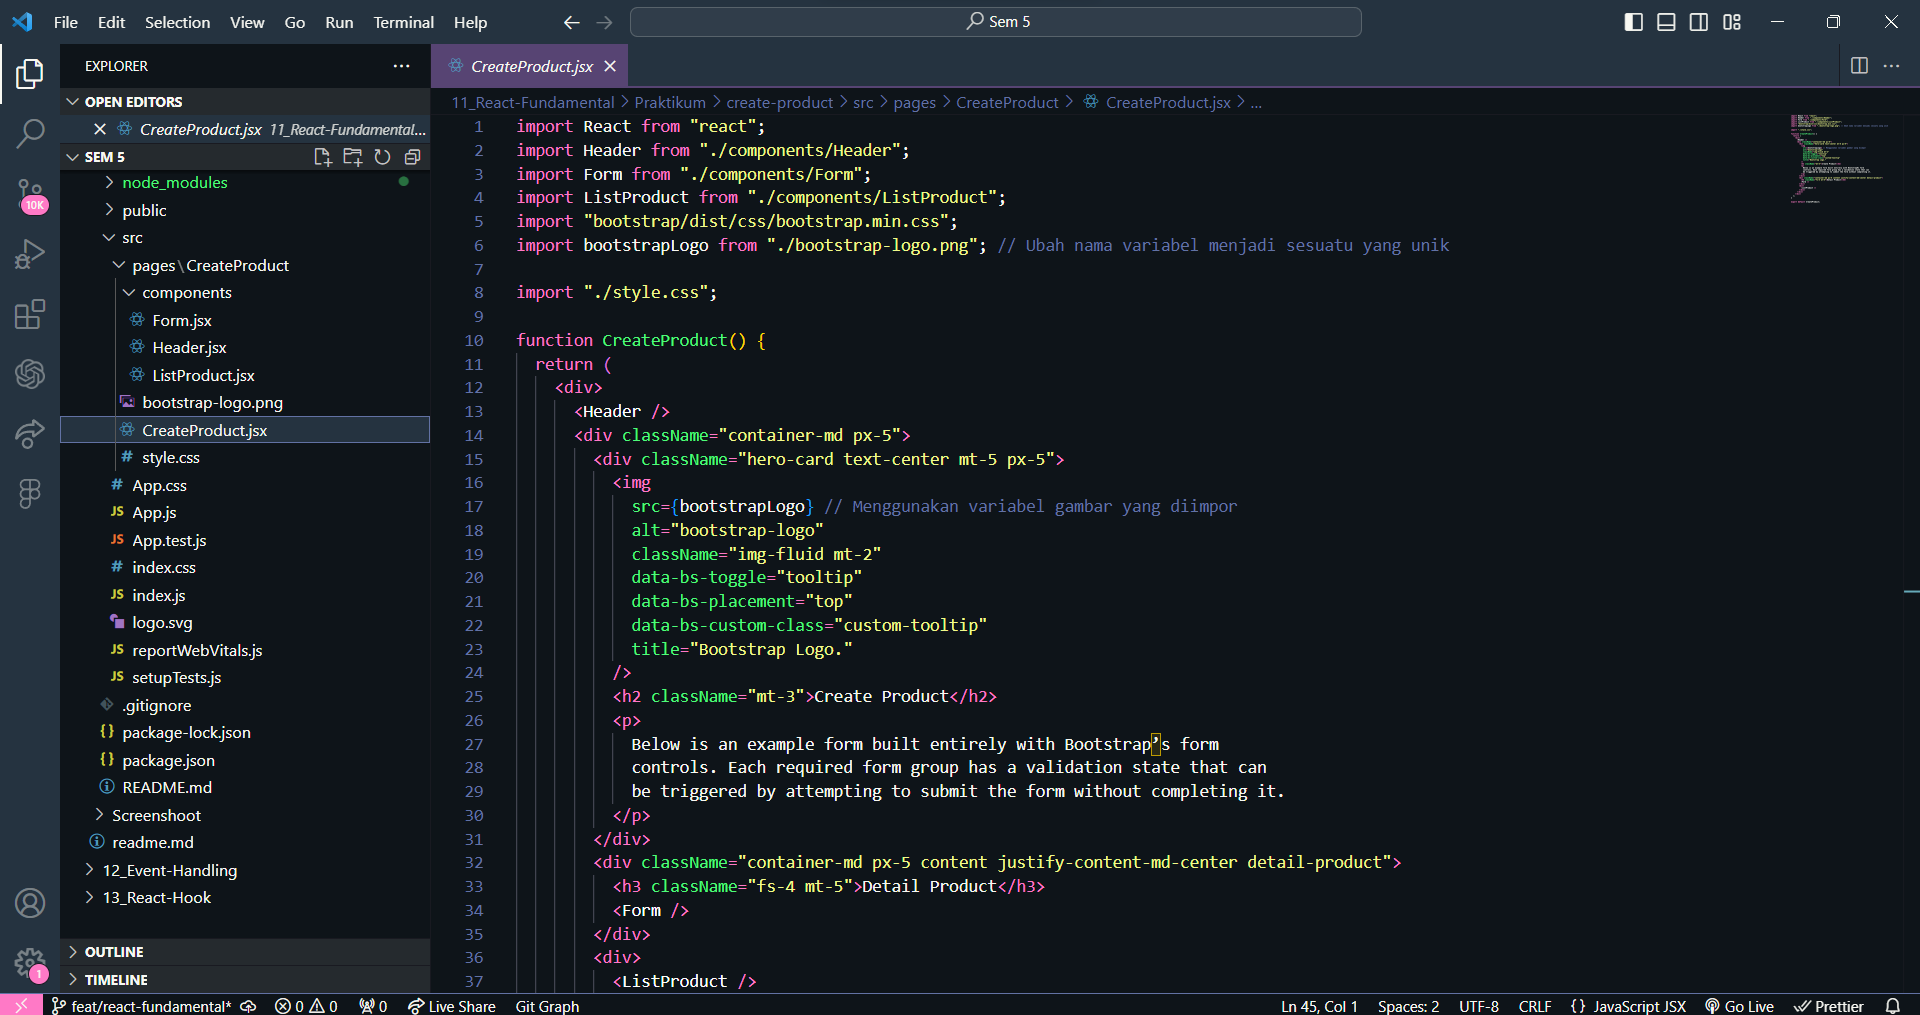 File Edit Selection View Go Run Terminal Help
Sem 5
EXPLORER
OPEN EDITORS
CreateProduct.jsx 11_React-Fundamental...
SEM 5
node_modules
public
src
pages\CreateProduct
components
Form.jsx
Header.jsx
ListProduct.jsx
bootstrap-logo.png
CreateProduct.jsx
style.css
App.css
App.js
App.test.js
index.css
index.js
logo.svg
reportWebVitals.js
setupTests.js
.gitignore
package-lock.json
package.json
README.md
Screenshoot
readme.md
12_Event-Handling
13_React-Hook
OUTLINE
TIMELINE
10K
1
CreateProduct.jsx
11_React-Fundamental > Praktikum > create-product > src > pages > CreateProduct > CreateProduct.jsx > ...
1 import React from "react";
2 import Header from "./components/Header";
3 import Form from "./components/Form";
4 import ListProduct from "./components/ListProduct";
5 import "bootstrap/dist/css/bootstrap.min.css";
6 import bootstrapLogo from "./bootstrap-logo.png"; // Ubah nama variabel menjadi sesuatu yang unik
7
8 import "./style.css";
9
10 function CreateProduct() {
11 return (
12 <div>
13 <Header />
14 <div className="container-md px-5">
15 <div className="hero-card text-center mt-5 px-5">
16 <img
17 src={bootstrapLogo} // Menggunakan variabel gambar yang diimpor
18 alt="bootstrap-logo"
19 className="img-fluid mt-2"
20 data-bs-toggle="tooltip"
21 data-bs-placement="top"
22 data-bs-custom-class="custom-tooltip"
23 title="Bootstrap Logo."
24 />
25 <h2 className="mt-3">Create Product</h2>
26 <p>
27 Below is an example form built entirely with Bootstrap’s form
28 controls. Each required form group has a validation state that can
29 be triggered by attempting to submit the form without completing it.
30 </p>
31 </div>
32 <div className="container-md px-5 content justify-content-md-center detail-product">
33 <h3 className="fs-4 mt-5">Detail Product</h3>
34 <Form />
35 </div>
36 <div>
37 <ListProduct />
feat/react-fundamental* 0 0 0 Live Share Git Graph Ln 45, Col 1 Spaces: 2 UTF-8 CRLF {} JavaScript JSX Go Live Prettier